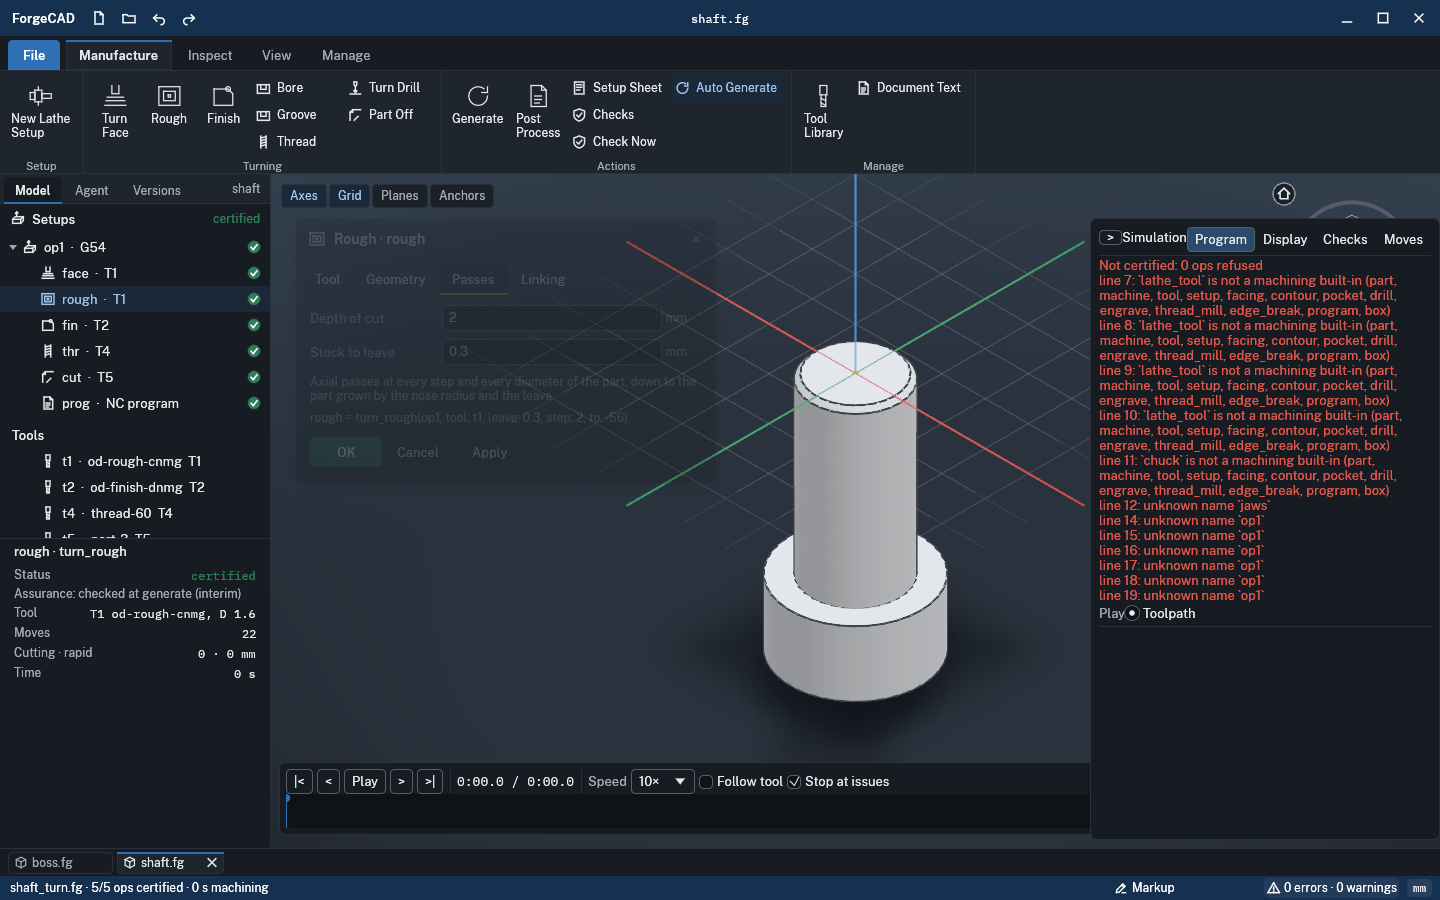 ForgeCAD
shaft.fg
File
Manufacture
Inspect
View
Manage
New Lathe
Setup
Turn
Face
Rough
Finish
Bore
Groove
Thread
Turn Drill
Part Off
Generate
Post
Process
Setup Sheet
Checks
Check Now
Auto Generate
Tool
Library
Document Text
Setup
Turning
Actions
Manage
Model
Agent
Versions
shaft
Setups
certified
op1 · G54
face · T1
rough · T1
fin · T2
thr · T4
cut · T5
prog · NC program
Tools
t1 · od-rough-cnmg T1
t2 · od-finish-dnmg T2
t4 · thread-60 T4
rough · turn_rough
Status
certified
Assurance: checked at generate (interim)
Tool
T1 od-rough-cnmg, D 1.6
Moves
22
Cutting · rapid
0 · 0 mm
Time
0 s
Axes
Grid
Planes
Anchors
Rough · rough
Tool
Geometry
Passes
Linking
Depth of cut
2
mm
Stock to leave
0.3
mm
Axial passes at every step and every diameter of the part, down to the
part grown by the nose radius and the leave.
rough = turn_rough(op1, tool: t1, leave: 0.3, step: 2, to: -56)
OK
Cancel
Apply
> Simulation
Program
Display
Checks
Moves
Not certified: 0 ops refused
line 7: `lathe_tool` is not a machining built-in (part,
machine, tool, setup, facing, contour, pocket, drill,
engrave, thread_mill, edge_break, program, box)
line 8: `lathe_tool` is not a machining built-in (part,
machine, tool, setup, facing, contour, pocket, drill,
engrave, thread_mill, edge_break, program, box)
line 9: `lathe_tool` is not a machining built-in (part,
machine, tool, setup, facing, contour, pocket, drill,
engrave, thread_mill, edge_break, program, box)
line 10: `lathe_tool` is not a machining built-in (part,
machine, tool, setup, facing, contour, pocket, drill,
engrave, thread_mill, edge_break, program, box)
line 11: `chuck` is not a machining built-in (part,
machine, tool, setup, facing, contour, pocket, drill,
engrave, thread_mill, edge_break, program, box)
line 12: unknown name `jaws`
line 14: unknown name `op1`
line 15: unknown name `op1`
line 16: unknown name `op1`
line 17: unknown name `op1`
line 18: unknown name `op1`
line 19: unknown name `op1`
Play
Toolpath
|<
<
Play
>
>|
0:00.0 / 0:00.0
Speed
10×
Follow tool
Stop at issues
boss.fg
shaft.fg
shaft_turn.fg · 5/5 ops certified · 0 s machining
Markup
0 errors · 0 warnings
mm